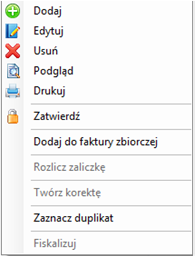 Dodaj
Edytuj
Usuń
Podgląd
Drukuj
Zatwierdź
Dodaj do faktury zbiorczej
Rozlicz zaliczkę
Twórz korektę
Zaznacz duplikat
Fiskalizuj